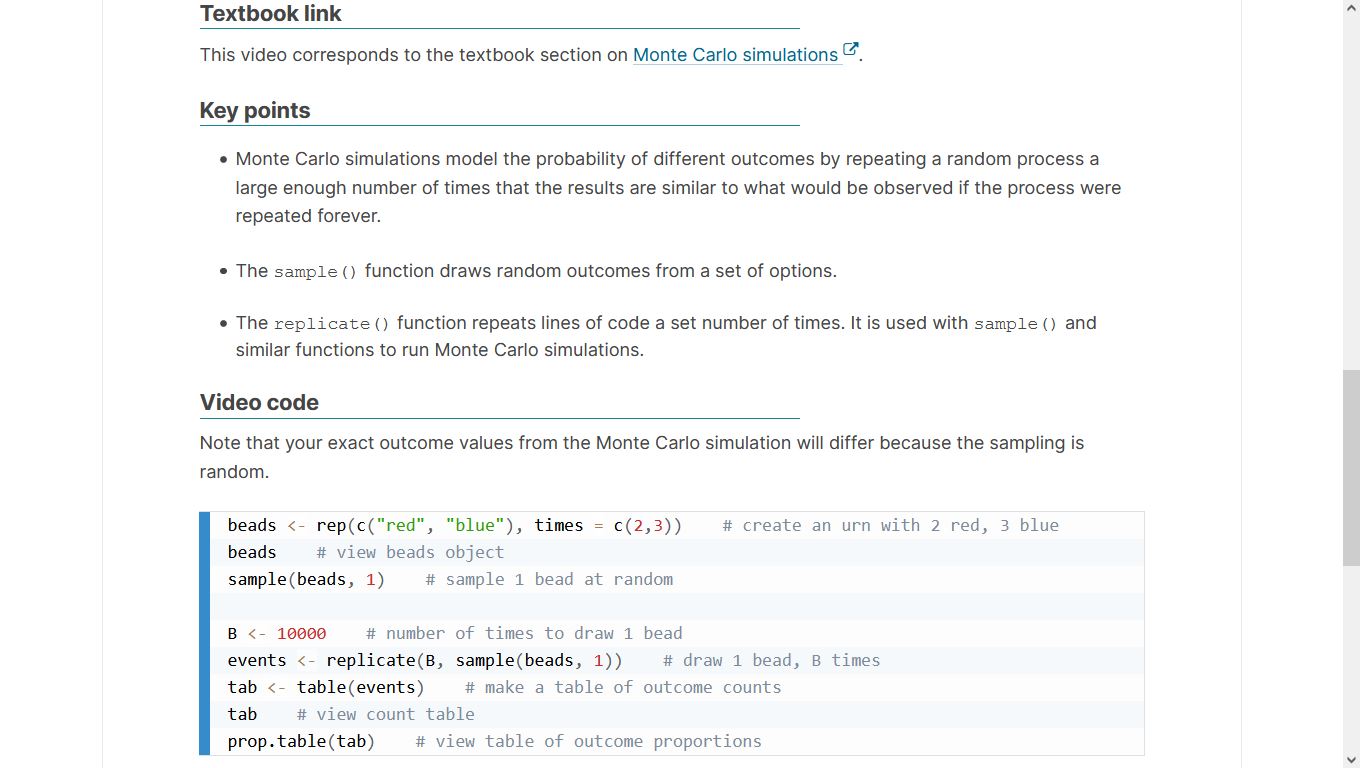 Textbook link
This video corresponds to the textbook section on Monte Carlo simulations.
Key points
• Monte Carlo simulations model the probability of different outcomes by repeating a random process a
large enough number of times that the results are similar to what would be observed if the process were
repeated forever.
• The sample() function draws random outcomes from a set of options.
• The replicate() function repeats lines of code a set number of times. It is used with sample() and
similar functions to run Monte Carlo simulations.
Video code
Note that your exact outcome values from the Monte Carlo simulation will differ because the sampling is
random.
beads <- rep(c("red", "blue"), times = c(2,3))    # create an urn with 2 red, 3 blue
beads    # view beads object
sample(beads, 1)    # sample 1 bead at random
B <- 10000    # number of times to draw 1 bead
events <- replicate(B, sample(beads, 1))    # draw 1 bead, B times
tab <- table(events)    # make a table of outcome counts
tab    # view count table
prop.table(tab)    # view table of outcome proportions